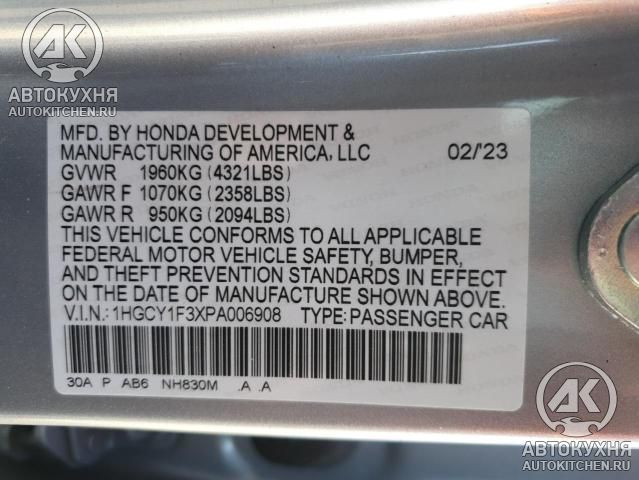 АВТОКУХНЯ
AUTOKITCHEN.RU
MFD. BY HONDA DEVELOPMENT &
MANUFACTURING OF AMERICA, LLC 02/'23
GVWR 1960KG (4321LBS)
GAWR F 1070KG (2358LBS)
GAWR R 950KG (2094LBS)
THIS VEHICLE CONFORMS TO ALL APPLICABLE
FEDERAL MOTOR VEHICLE SAFETY, BUMPER,
AND THEFT PREVENTION STANDARDS IN EFFECT
ON THE DATE OF MANUFACTURE SHOWN ABOVE.
V.I.N.: 1HGCY1F3XPA006908 TYPE: PASSENGER CAR
30A P AB6 NH830M .A .A
АВТОКУХНЯ
AUTOKITCHEN.RU